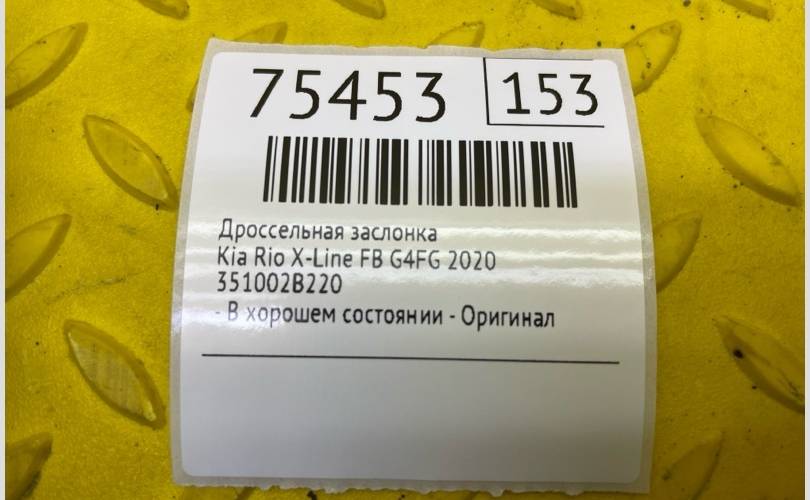 75453 153
Дроссельная заслонка
Kia Rio X-Line FB G4FG 2020
351002B220
- В хорошем состоянии - Оригинал